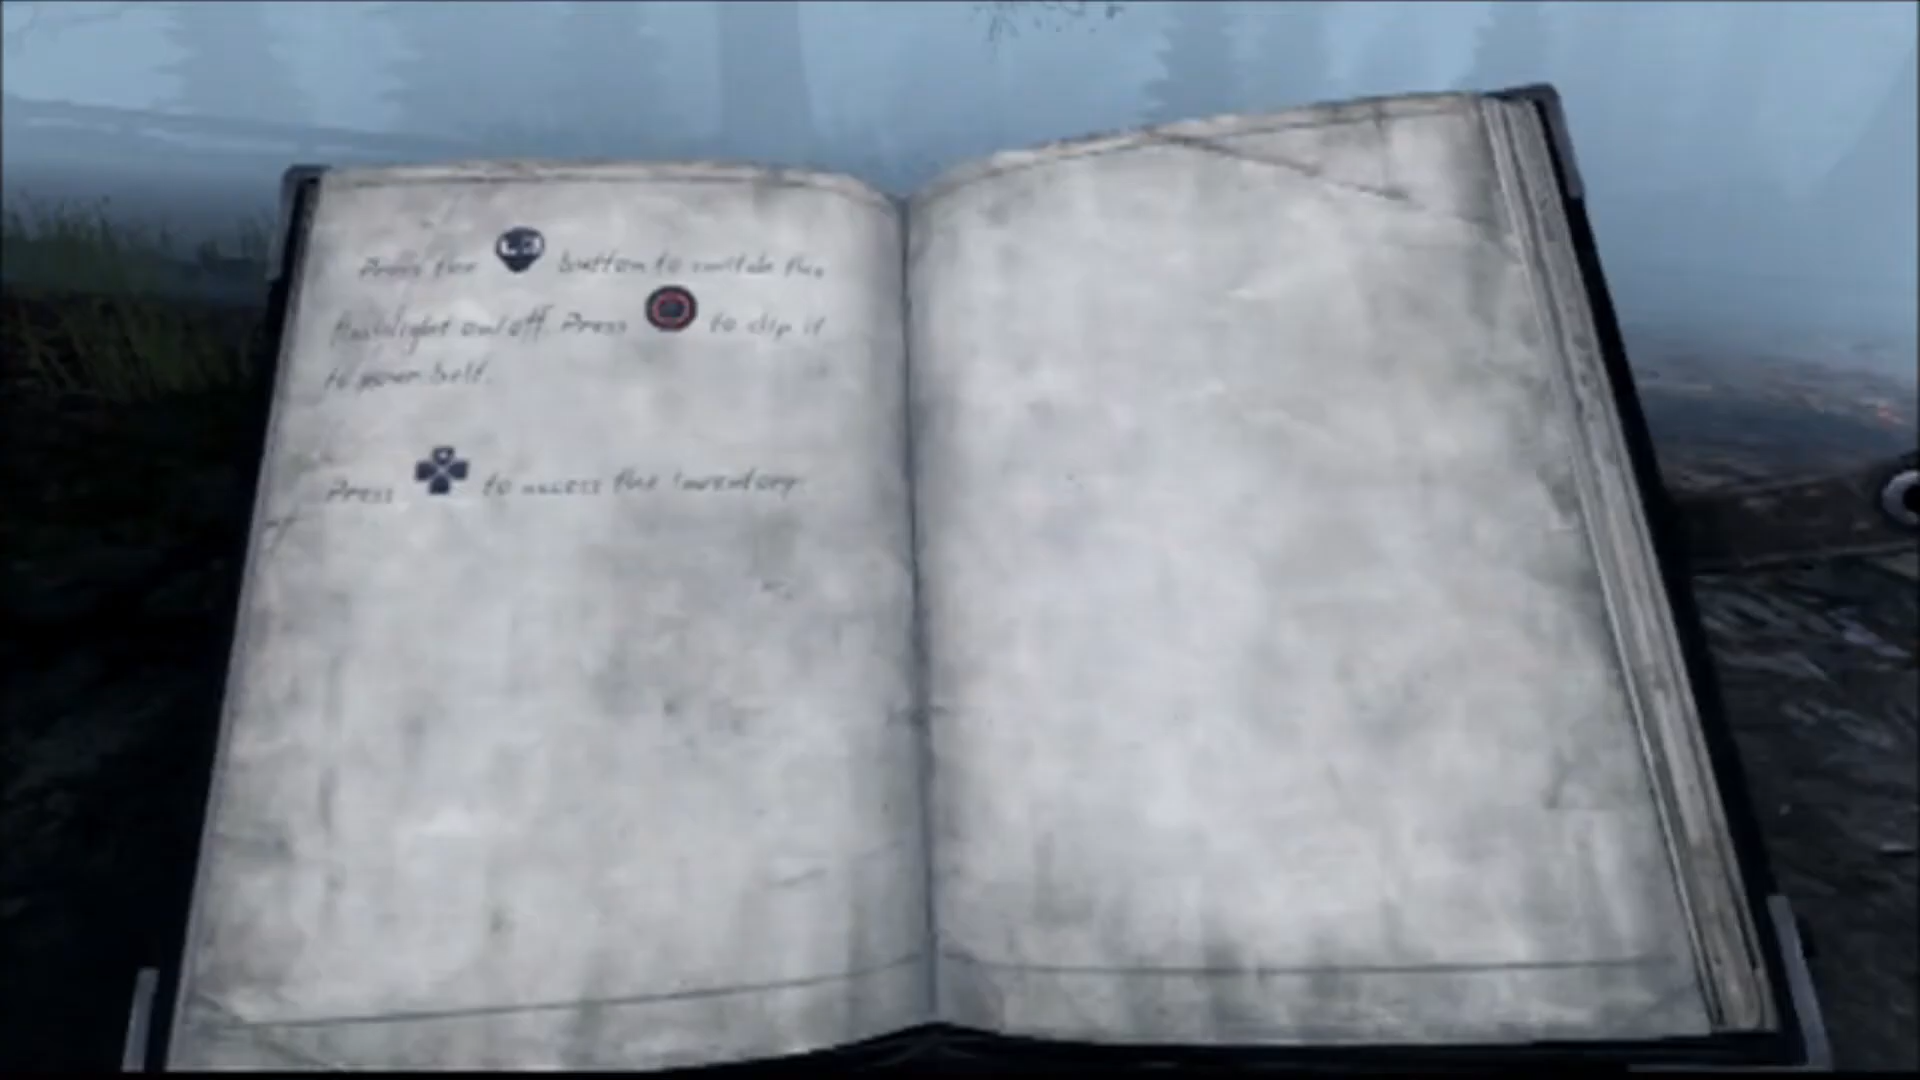 Press the L2 button to switch the
flashlight on/off. Press to clip it
to your belt.
Press to access the inventory.